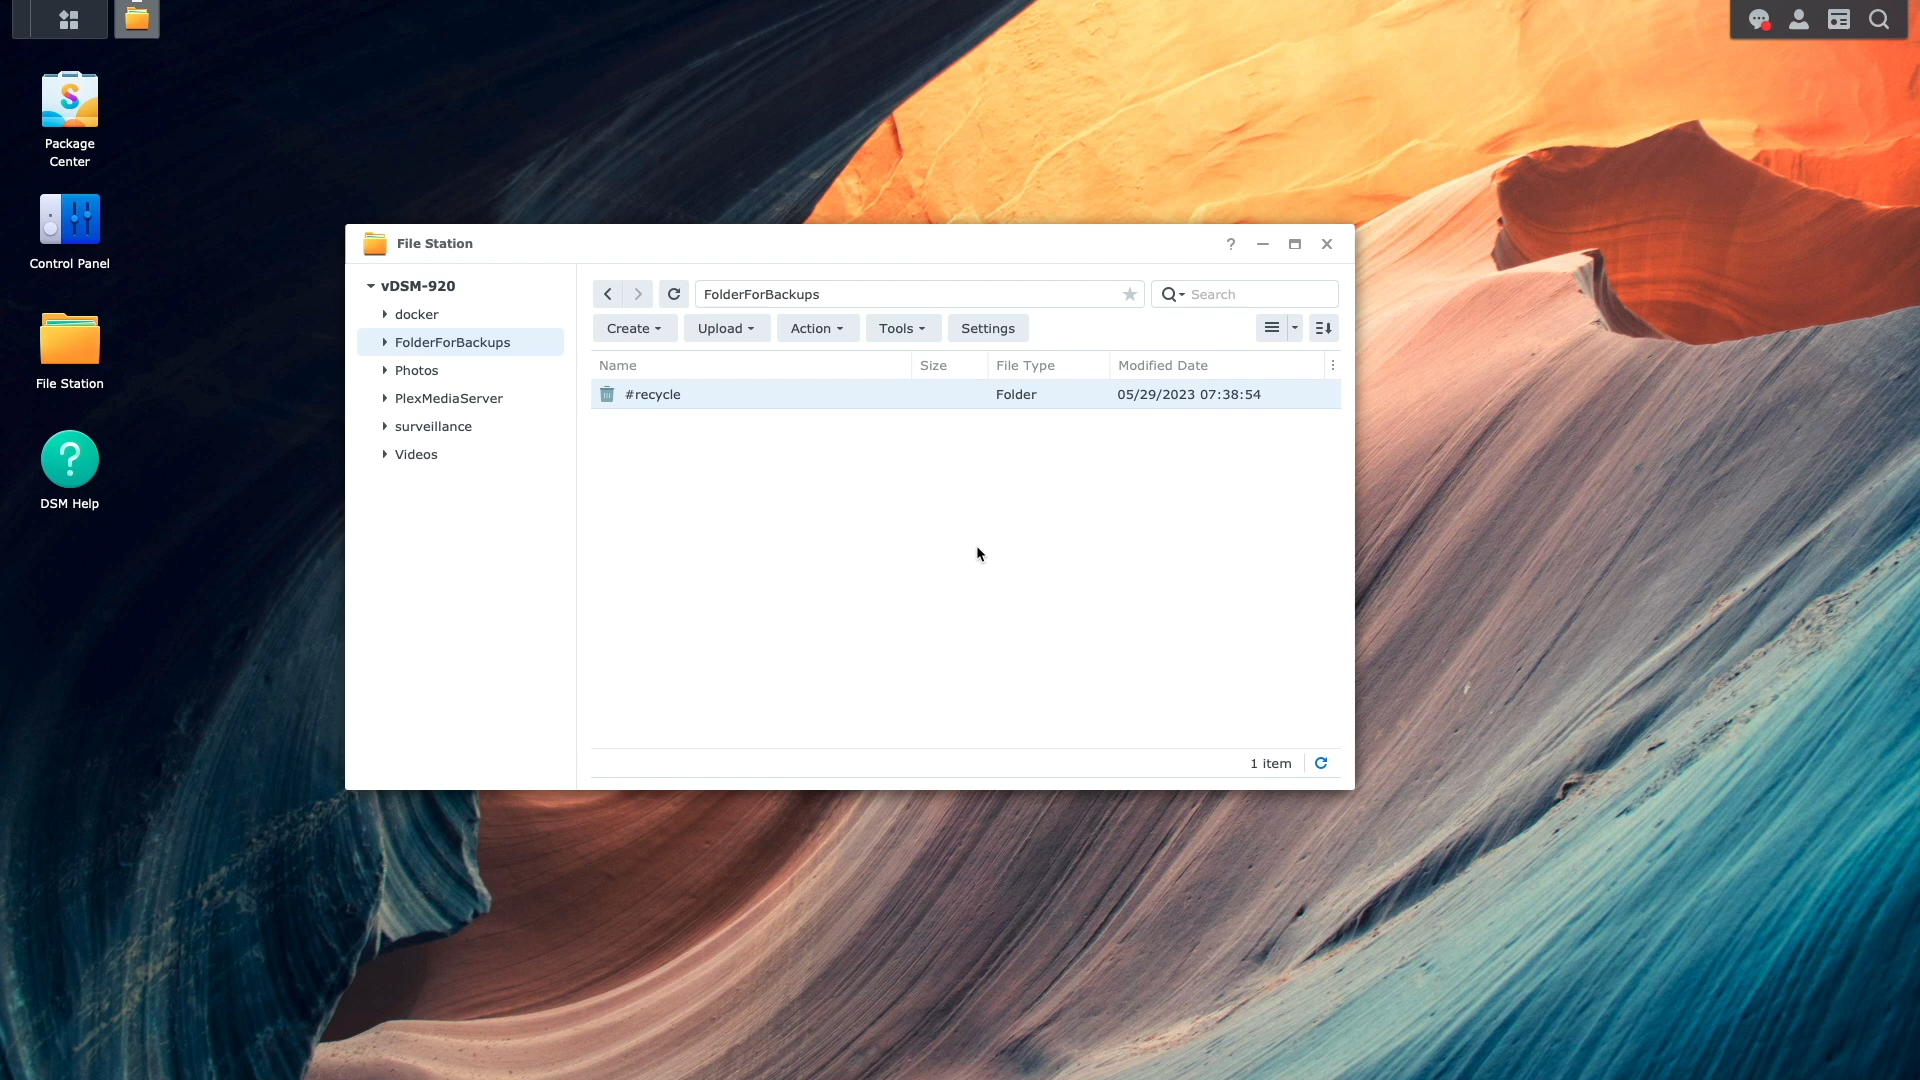 Package
Center
Control Panel
File Station
DSM Help
File Station
vDSM-920
docker
FolderForBackups
Photos
PlexMediaServer
surveillance
Videos
FolderForBackups
Search
Create
Upload
Action
Tools
Settings
Name Size File Type Modified Date
#recycle Folder 05/29/2023 07:38:54
1 item